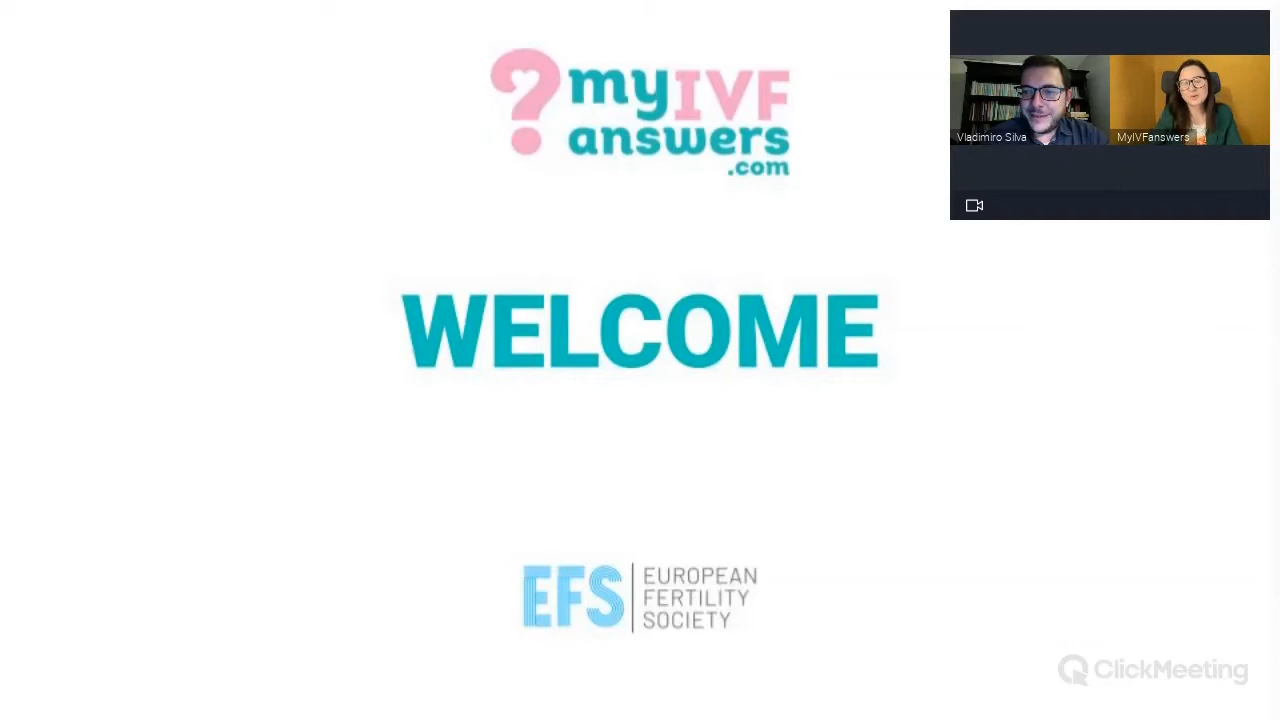 ?
myIVF
answers
.com
Vladimiro Silva
MyIVFanswers
WELCOME
EFS
EUROPEAN
FERTILITY
SOCIETY
ClickMeeting